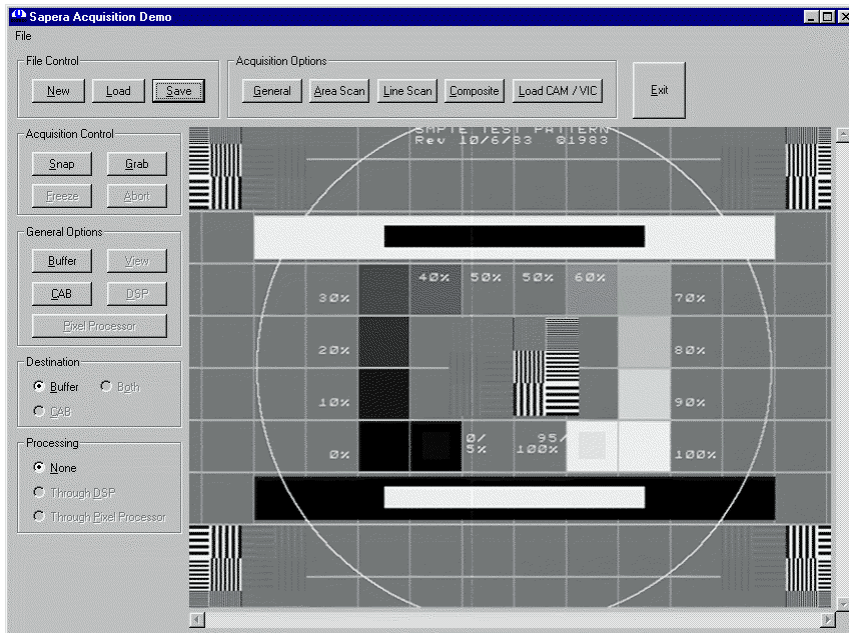 Sapera Acquisition Demo
File
File Control
New Load Save
Acquisition Options
General Area Scan Line Scan Composite Load CAM / VIC
Exit
Acquisition Control
Snap Grab
Freeze Abort
General Options
Buffer View
CAB DSP
Pixel Processor
Destination
Buffer Both
CAB
Processing
None
Through DSP
Through Pixel Processor
SMPTE TEST PATTERN
Rev 10/6/83 ©1983
40% 50% 50% 60%
30% 70%
20% 80%
10% 90%
0/ 95/
0% 5% 100% 100%